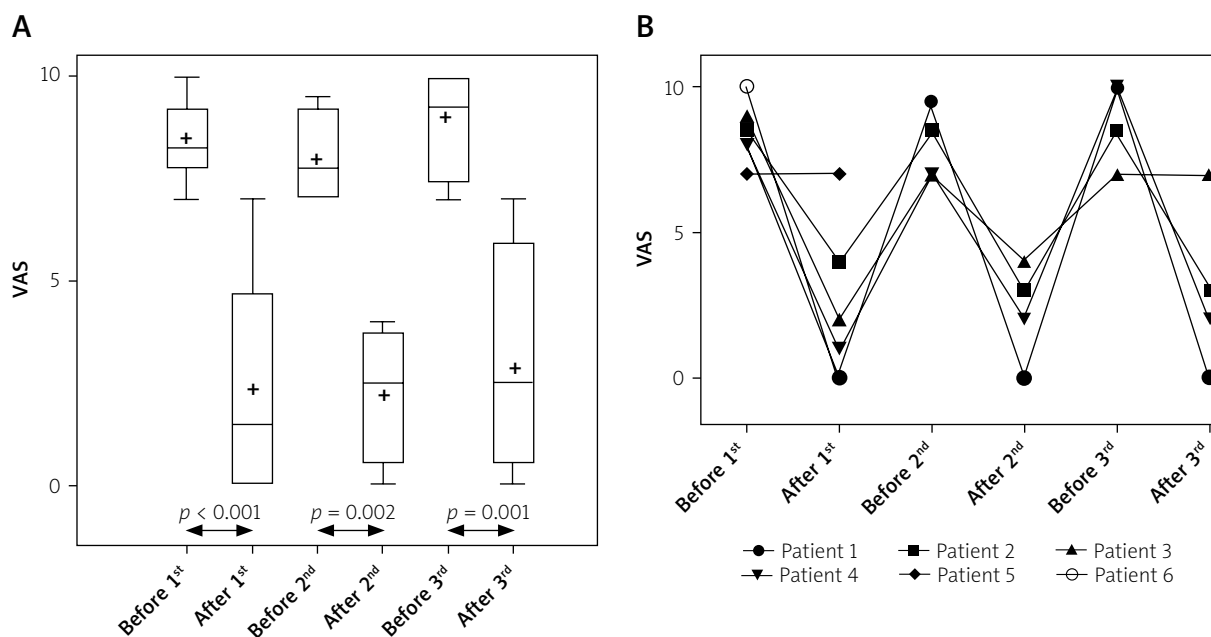 A
VAS
10
5
0
p < 0.001
p = 0.002
p = 0.001
Before 1st
After 1st
Before 2nd
After 2nd
Before 3rd
After 3rd
B
VAS
10
5
0
Before 1st
After 1st
Before 2nd
After 2nd
Before 3rd
After 3rd
Patient 1 Patient 2 Patient 3
Patient 4 Patient 5 Patient 6